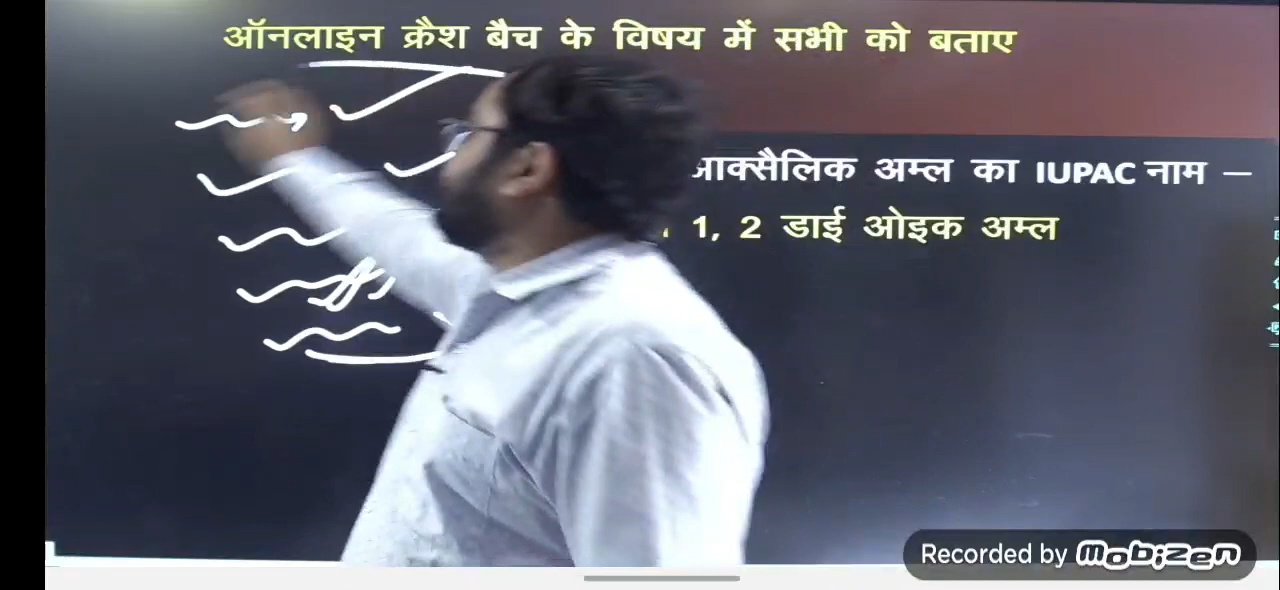 ऑनलाइन क्रैश बैच के विषय में सभी को बताए
आक्सैलिक अम्ल का IUPAC नाम —
1, 2 डाई ओइक अम्ल
Recorded by Mobizen